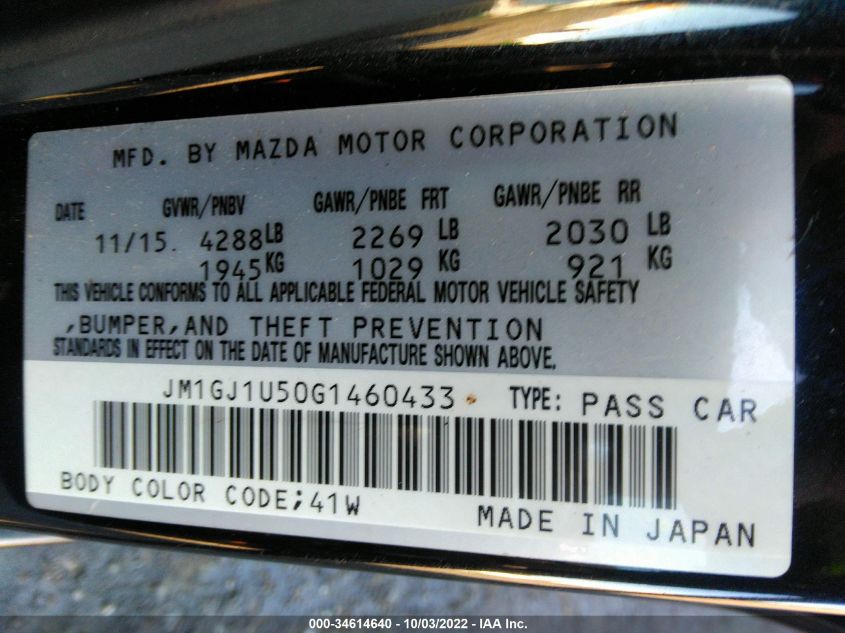 MFD. BY MAZDA MOTOR CORPORATION
DATE GVWR/PNBV GAWR/PNBE FRT GAWR/PNBE RR
11/15. 4288LB 2269 LB 2030 LB
1945KG 1029 KG 921 KG
THIS VEHICLE CONFORMS TO ALL APPLICABLE FEDERAL MOTOR VEHICLE SAFETY
,BUMPER,AND THEFT PREVENTION
STANDARDS IN EFFECT ON THE DATE OF MANUFACTURE SHOWN ABOVE.
JM1GJ1U50G1460433 TYPE: PASS CAR
BODY COLOR CODE;41W
MADE IN JAPAN
000-34614640 - 10/03/2022 - IAA Inc.